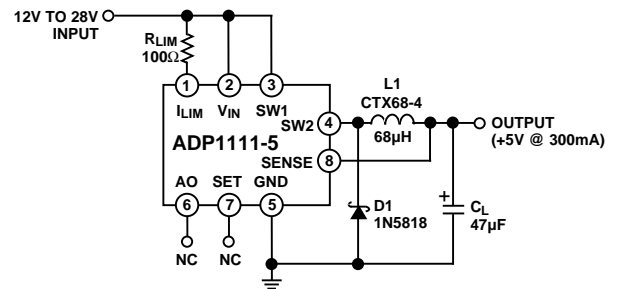 12V TO 28V
INPUT
RLIM
100Ω
1
2
3
ILIM
VIN
SW1
L1
CTX68-4
SW2
4
68µH
OUTPUT
(+5V @ 300mA)
ADP1111-5
SENSE
8
AO
SET
GND
6
7
5
D1
1N5818
+
CL
47µF
NC
NC